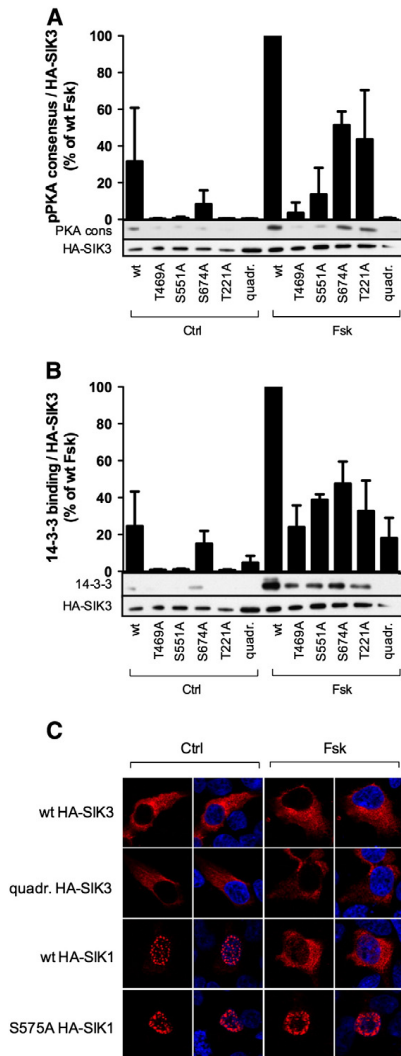 A
pPKA consensus / HA-SIK3
(% of wt Fsk)
100
80
60
40
20
0
PKA cons
HA-SIK3
wt
T469A
S551A
S674A
T221A
quadr.
wt
T469A
S551A
S674A
T221A
quadr.
Ctrl
Fsk
B
14-3-3 binding / HA-SIK3
(% of wt Fsk)
100
80
60
40
20
0
14-3-3
HA-SIK3
wt
T469A
S551A
S674A
T221A
quadr.
wt
T469A
S551A
S674A
T221A
quadr.
Ctrl
Fsk
C
Ctrl
Fsk
wt HA-SIK3
quadr. HA-SIK3
wt HA-SIK1
S575A HA-SIK1